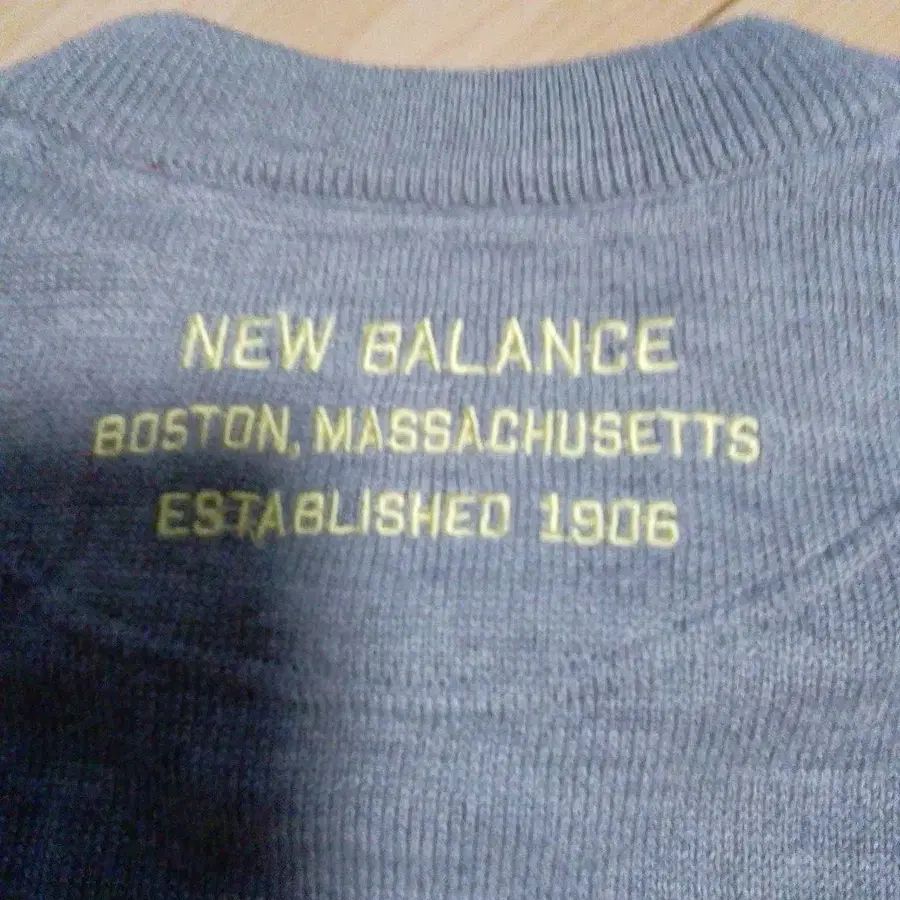 NEW BALANCE
BOSTON, MASSACHUSETTS
ESTABLISHED 1906